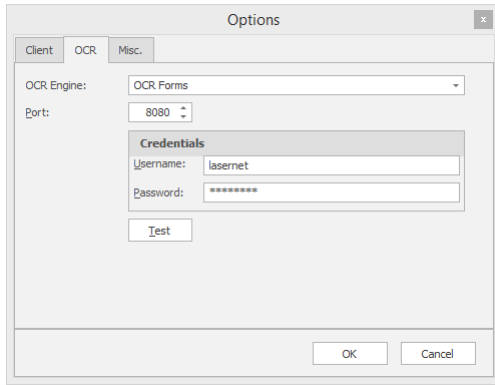 Options
x
Client OCR Misc.
OCR Engine: OCR Forms
Port: 8080
Credentials
Username: lasernet
Password: ********
Test
OK Cancel